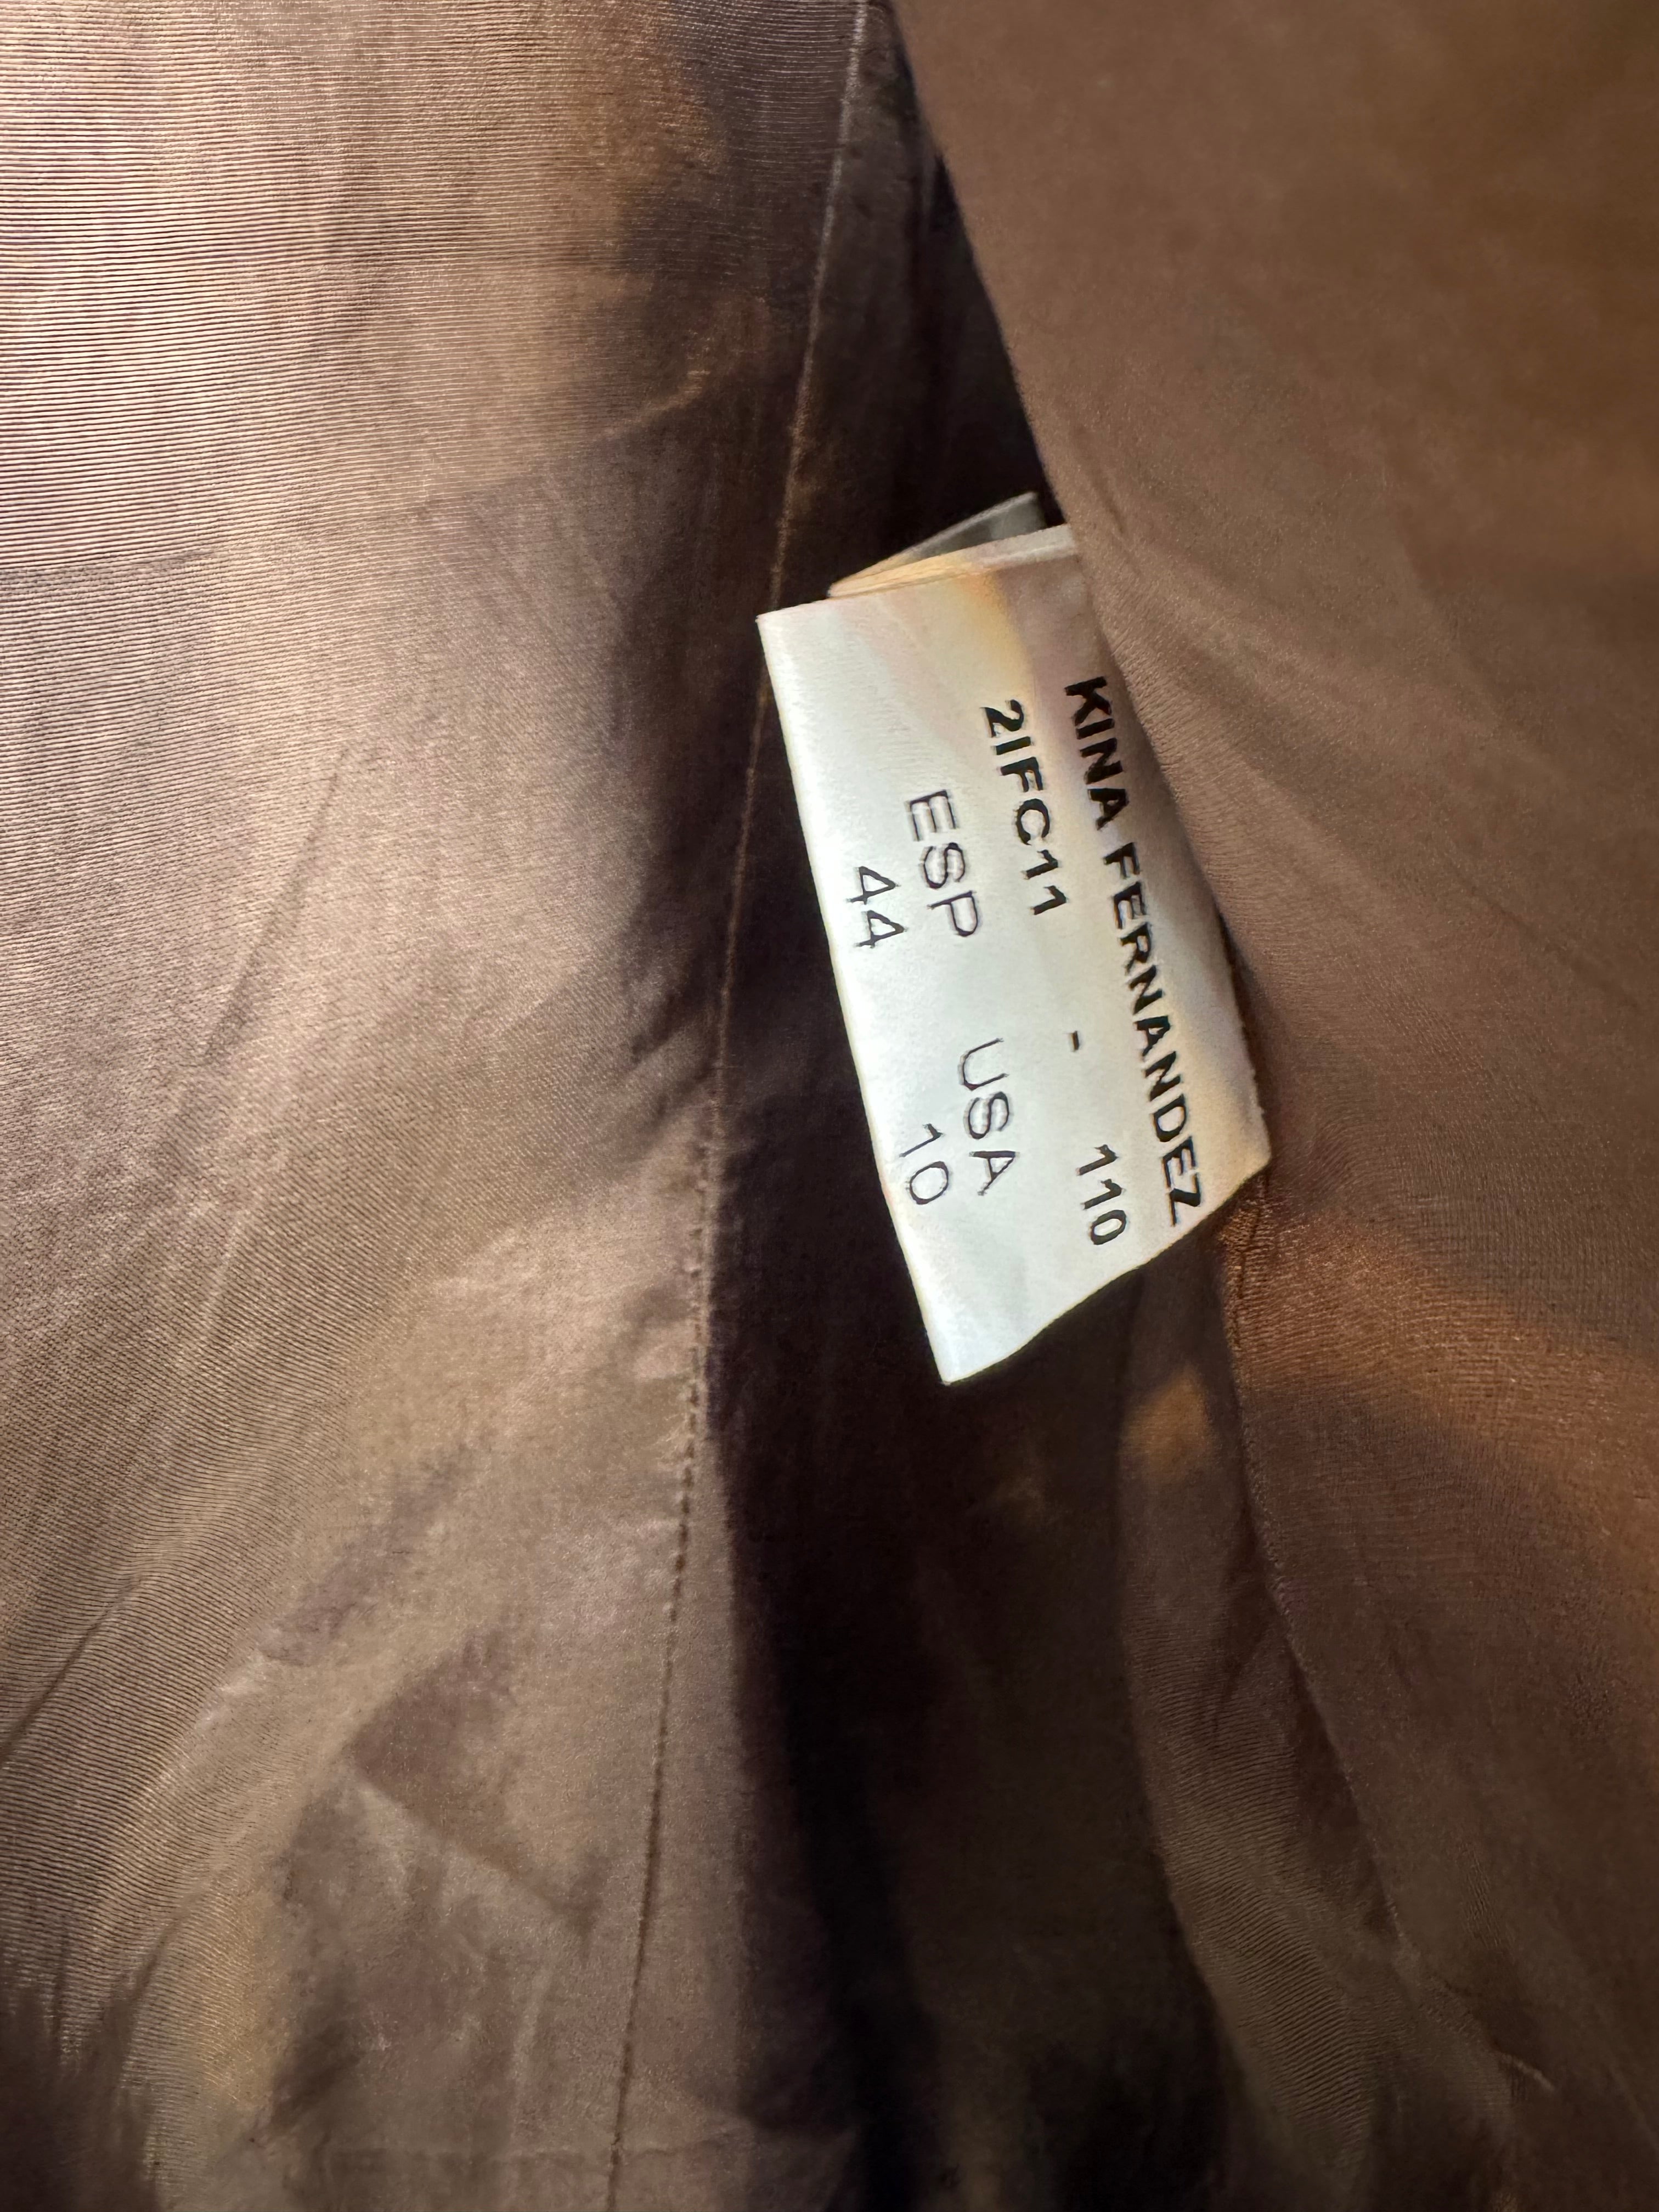 KINA FERNANDEZ
2IFC11 - 110
ESP USA
44 10